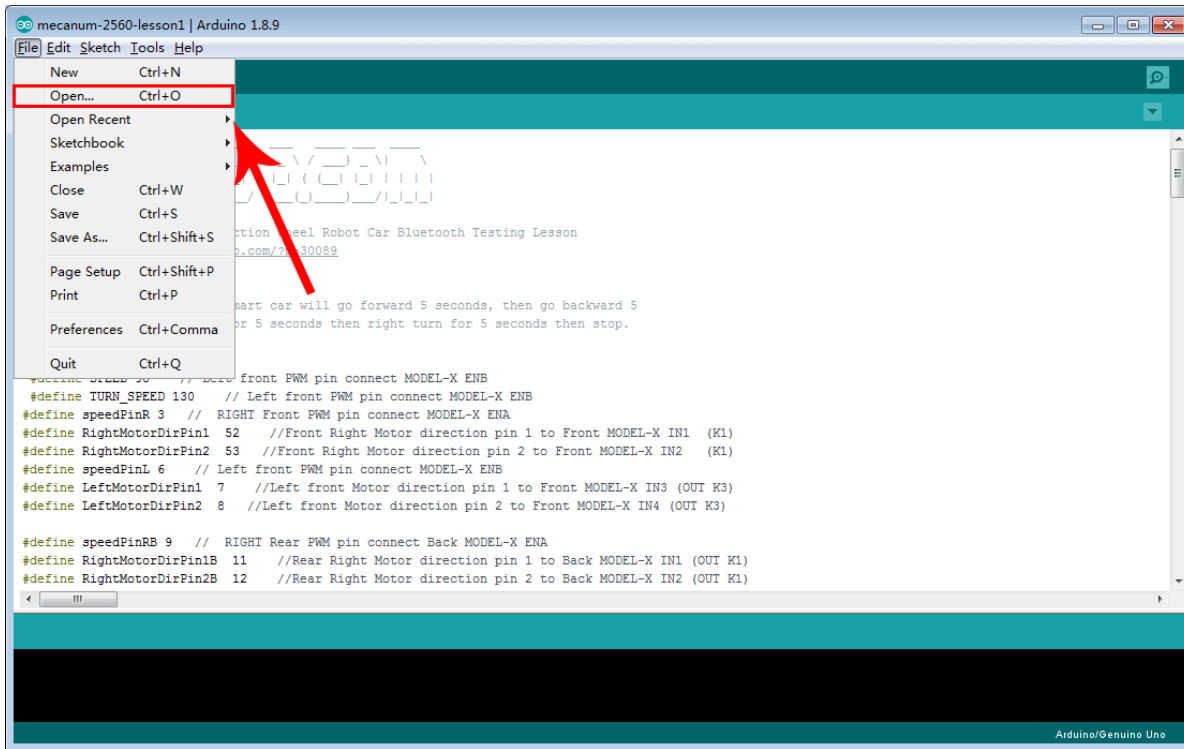 mecanum-2560-lesson1 | Arduino 1.8.9
File Edit Sketch Tools Help
New Ctrl+N
Open... Ctrl+O
Open Recent
Sketchbook
Examples
Close Ctrl+W
Save Ctrl+S
Save As... Ctrl+Shift+S
Page Setup Ctrl+Shift+P
Print Ctrl+P
Preferences Ctrl+Comma
Quit Ctrl+Q
Robot Car Bluetooth Testing Lesson
.com/
30089
car will go forward 5 seconds, then go backward 5
for 5 seconds then right turn for 5 seconds then stop.
// Left front PWM pin connect MODEL-X ENB
#define TURN_SPEED 130 // Left front PWM pin connect MODEL-X ENB
#define speedPinR 3 // RIGHT Front PWM pin connect MODEL-X ENA
#define RightMotorDirPin1 52 //Front Right Motor direction pin 1 to Front MODEL-X IN1 (K1)
#define RightMotorDirPin2 53 //Front Right Motor direction pin 2 to Front MODEL-X IN2 (K1)
#define speedPinL 6 // Left front PWM pin connect MODEL-X ENB
#define LeftMotorDirPin1 7 //Left front Motor direction pin 1 to Front MODEL-X IN3 (OUT K3)
#define LeftMotorDirPin2 8 //Left front Motor direction pin 2 to Front MODEL-X IN4 (OUT K3)
#define speedPinRB 9 // RIGHT Rear PWM pin connect Back MODEL-X ENA
#define RightMotorDirPin1B 11 //Rear Right Motor direction pin 1 to Back MODEL-X IN1 (OUT K1)
#define RightMotorDirPin2B 12 //Rear Right Motor direction pin 2 to Back MODEL-X IN2 (OUT K1)
Arduino/Genuino Uno